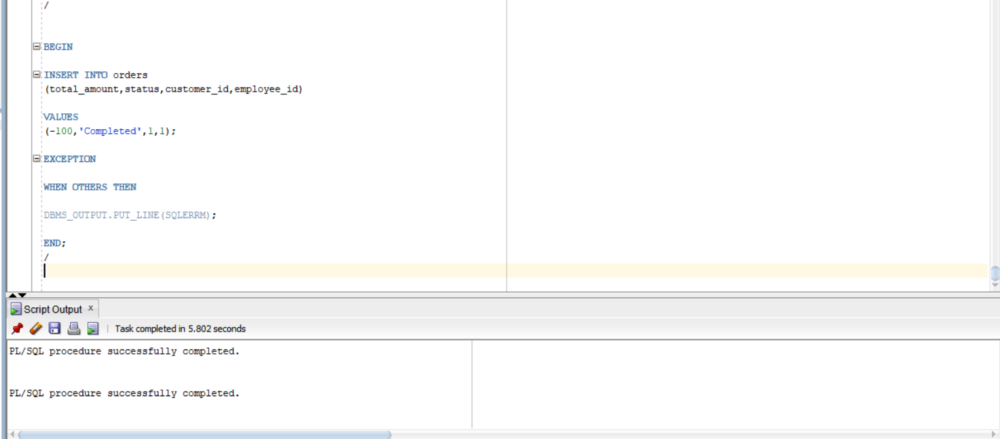 /
BEGIN
INSERT INTO orders
(total_amount,status,customer_id,employee_id)
VALUES
(-100,'Completed',1,1);
EXCEPTION
WHEN OTHERS THEN
DBMS_OUTPUT.PUT_LINE(SQLERRM);
END;
/
Script Output x
Task completed in 5.802 seconds
PL/SQL procedure successfully completed.
PL/SQL procedure successfully completed.